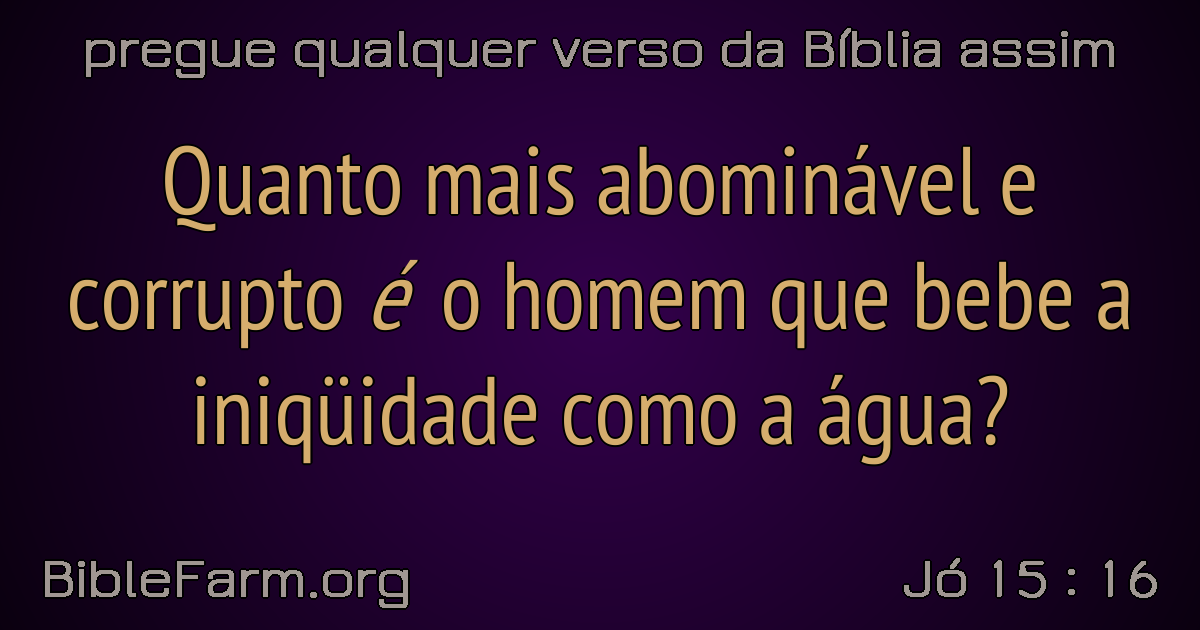 pregue qualquer verso da Bíblia assim
Quanto mais abominável e
corrupto é o homem que bebe a
iniqüidade como a água?
BibleFarm.org
Jó 15 : 16